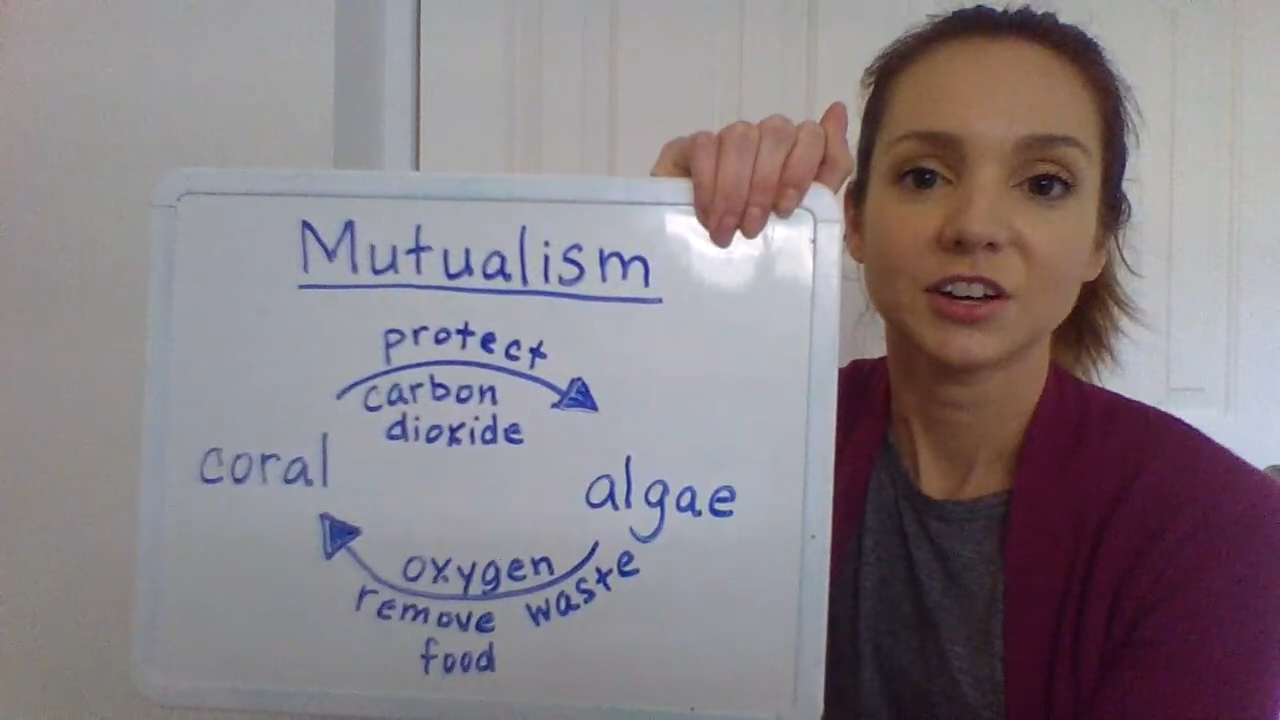 Mutualism
protect
carbon
dioxide
coral
algae
oxygen
remove waste
food